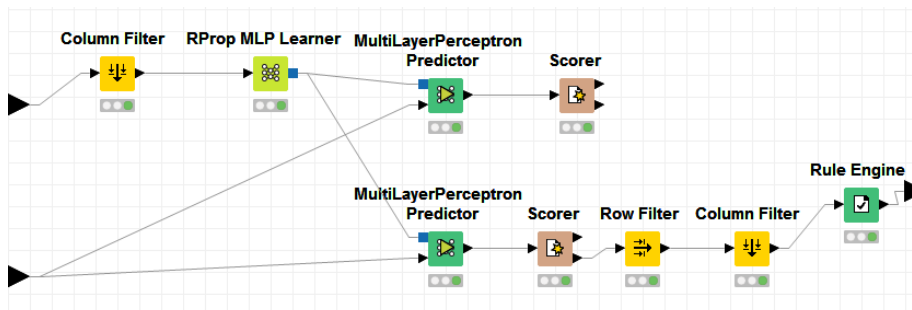 Column Filter
RProp MLP Learner
MultiLayerPerceptron
Predictor
Scorer
MultiLayerPerceptron
Predictor
Scorer
Row Filter
Column Filter
Rule Engine